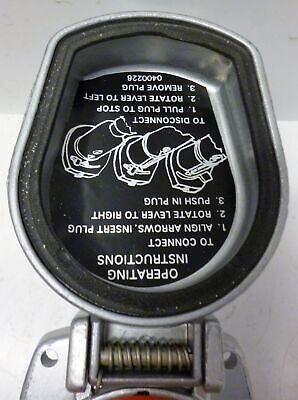 OPERATING
INSTRUCTIONS
TO CONNECT
1. ALIGN ARROWS, INSERT PLUG
2. ROTATE LEVER TO RIGHT
3. PUSH IN PLUG
TO DISCONNECT
1. PULL PLUG TO STOP
2. ROTATE LEVER TO LEFT
3. REMOVE PLUG
0400226